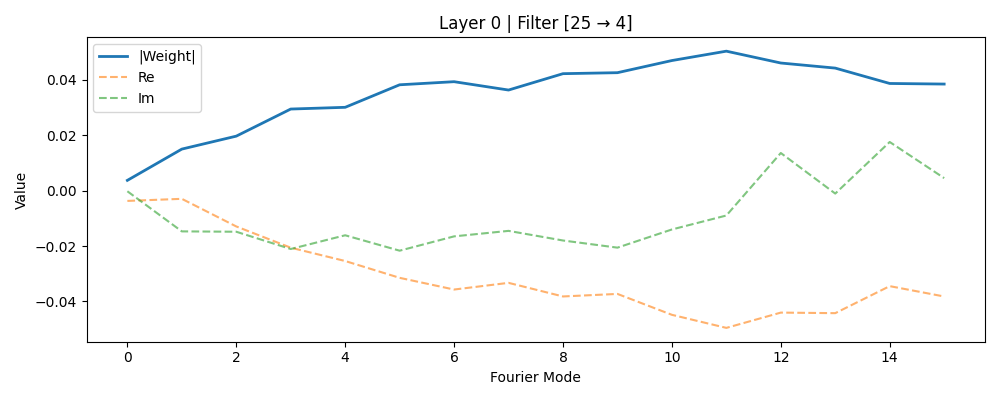 Layer 0 | Filter [25 → 4]
|Weight|
Re
Im
0.04
0.02
0.00
−0.02
−0.04
Value
0 2 4 6 8 10 12 14
Fourier Mode